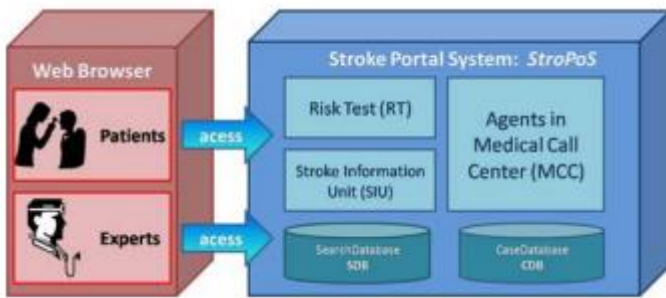 Web Browser
Patients
Experts
acess
acess
Stroke Portal System: StroPoS
Risk Test (RT)
Stroke Information
Unit (SIU)
Agents in
Medical Call
Center (MCC)
SearchDatabase
SDB
CaseDatabase
CDB